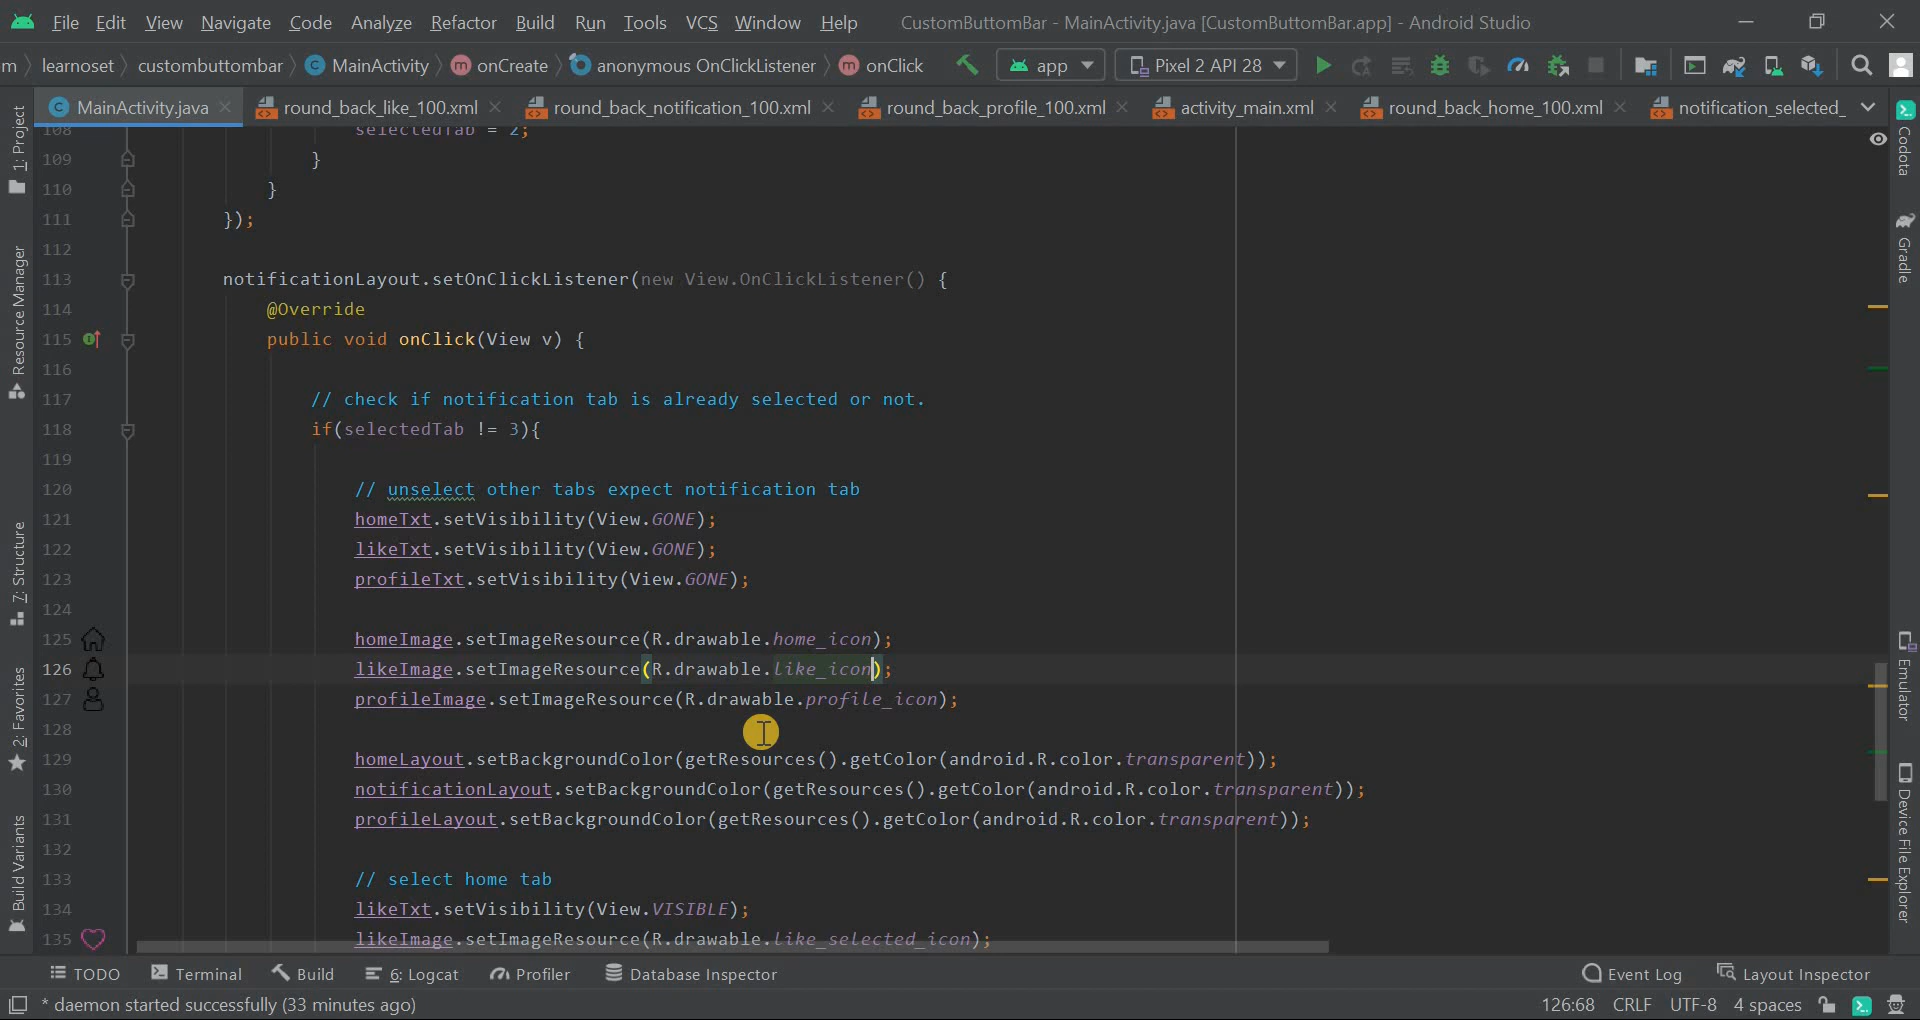 File Edit View Navigate Code Analyze Refactor Build Run Tools VCS Window Help CustomButtomBar - MainActivity.java [CustomButtomBar.app] - Android Studio
m learnoset custombuttombar MainActivity onCreate anonymous OnClickListener onClick app Pixel 2 API 28
MainActivity.java round_back_like_100.xml round_back_notification_100.xml round_back_profile_100.xml activity_main.xml round_back_home_100.xml notification_selected_
108 selectedTab = 2;
109 }
110 }
111 });
112
113 notificationLayout.setOnClickListener(new View.OnClickListener() {
114 @Override
115 public void onClick(View v) {
116
117 // check if notification tab is already selected or not.
118 if(selectedTab != 3){
119
120 // unselect other tabs expect notification tab
121 homeTxt.setVisibility(View.GONE);
122 likeTxt.setVisibility(View.GONE);
123 profileTxt.setVisibility(View.GONE);
124
125 homeImage.setImageResource(R.drawable.home_icon);
126 likeImage.setImageResource(R.drawable.like_icon);
127 profileImage.setImageResource(R.drawable.profile_icon);
128
129 homeLayout.setBackgroundColor(getResources().getColor(android.R.color.transparent));
130 notificationLayout.setBackgroundColor(getResources().getColor(android.R.color.transparent));
131 profileLayout.setBackgroundColor(getResources().getColor(android.R.color.transparent));
132
133 // select home tab
134 likeTxt.setVisibility(View.VISIBLE);
135 likeImage.setImageResource(R.drawable.like_selected_icon);
1: Project
Resource Manager
7: Structure
2: Favorites
Build Variants
Codota
Gradle
Emulator
Device File Explorer
TODO Terminal Build 6: Logcat Profiler Database Inspector Event Log Layout Inspector
* daemon started successfully (33 minutes ago) 126:68 CRLF UTF-8 4 spaces